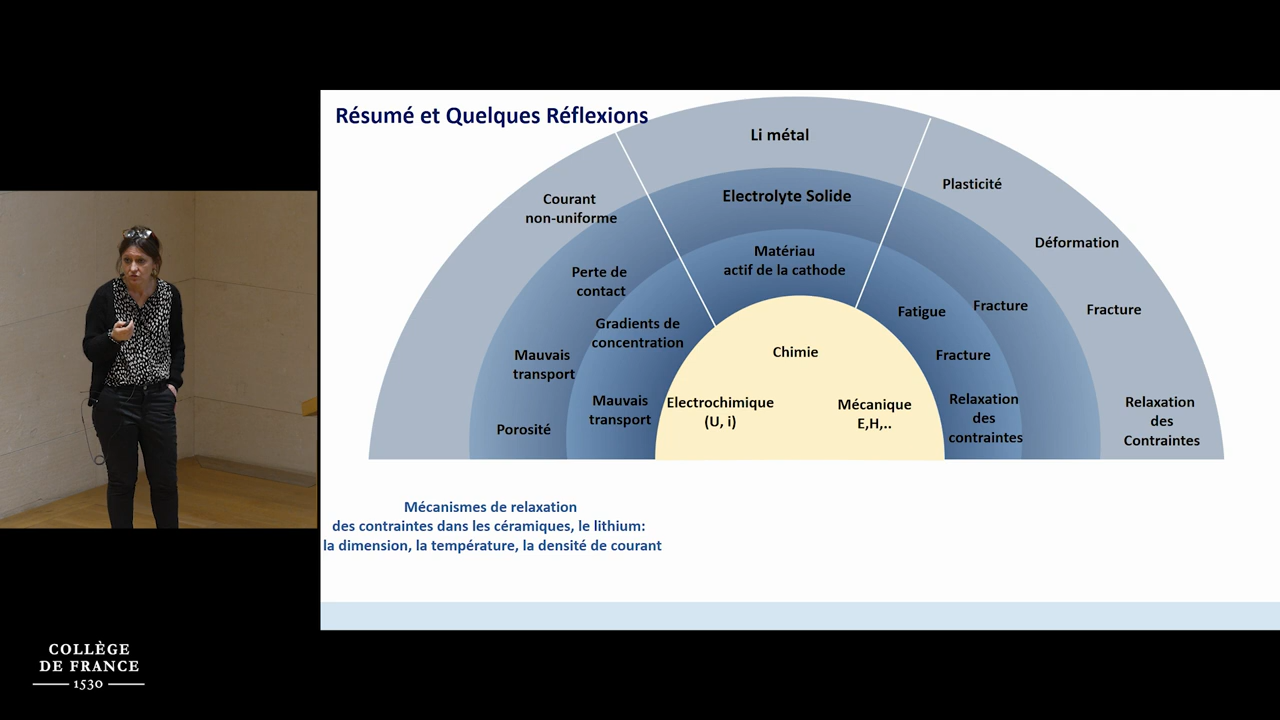 Résumé et Quelques Réflexions
Li métal
Electrolyte Solide
Matériau
actif de la cathode
Courant
non-uniforme
Perte de
contact
Gradients de
concentration
Mauvais
transport
Mauvais
transport
Porosité
Plasticité
Déformation
Fracture
Fracture
Fatigue
Fracture
Relaxation
des
contraintes
Relaxation
des
Contraintes
Chimie
Electrochimique
(U, i)
Mécanique
E,H,..
Mécanismes de relaxation
des contraintes dans les céramiques, le lithium:
la dimension, la température, la densité de courant
COLLÈGE
DE FRANCE
1530